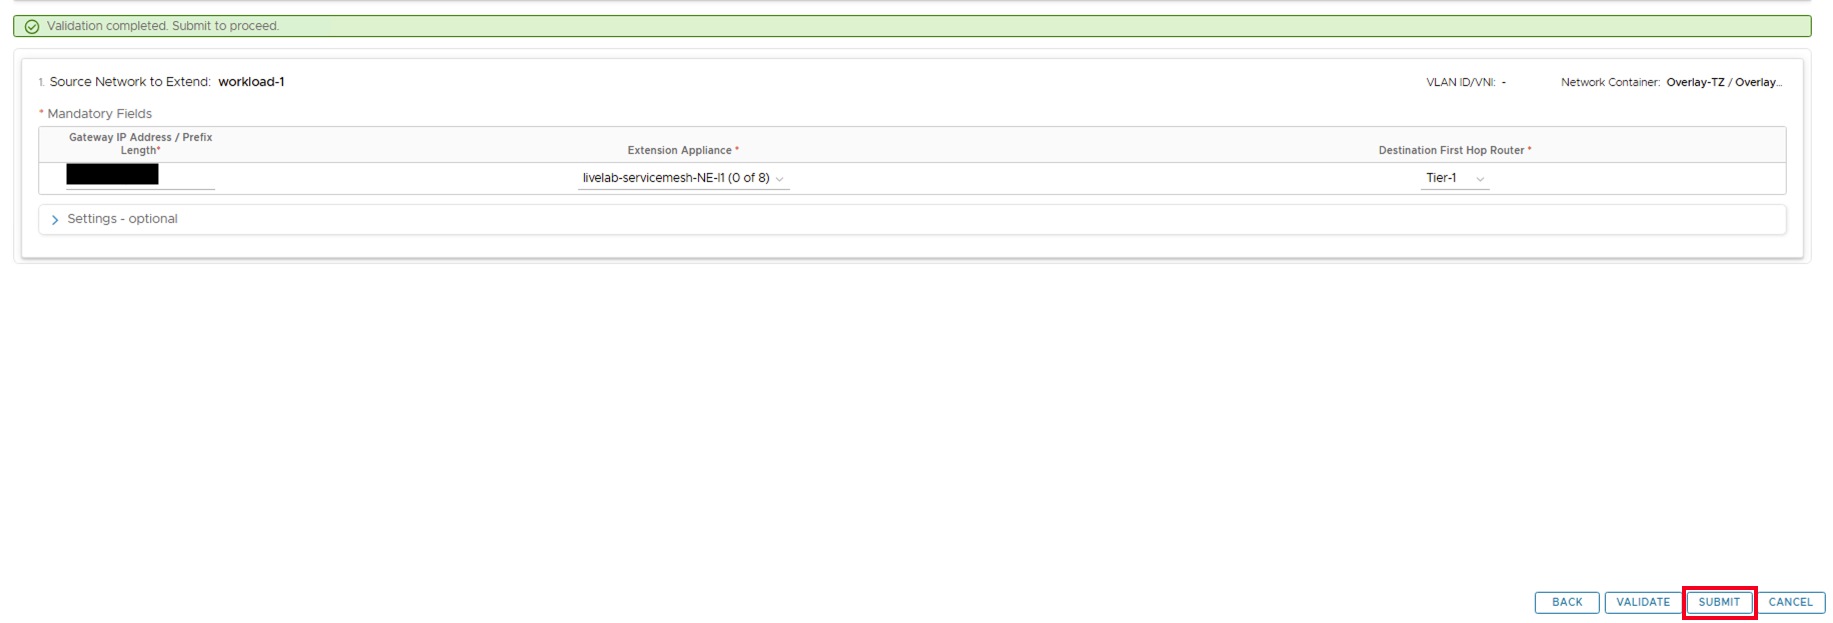 Validation completed. Submit to proceed.
1. Source Network to Extend: workload-1
VLAN ID/VNI: -
Network Container: Overlay-TZ / Overlay...
* Mandatory Fields
Gateway IP Address / Prefix
Length*
Extension Appliance *
Destination First Hop Router *
livelab-servicemesh-NE-I1 (0 of 8)
Tier-1
Settings - optional
BACK
VALIDATE
SUBMIT
CANCEL